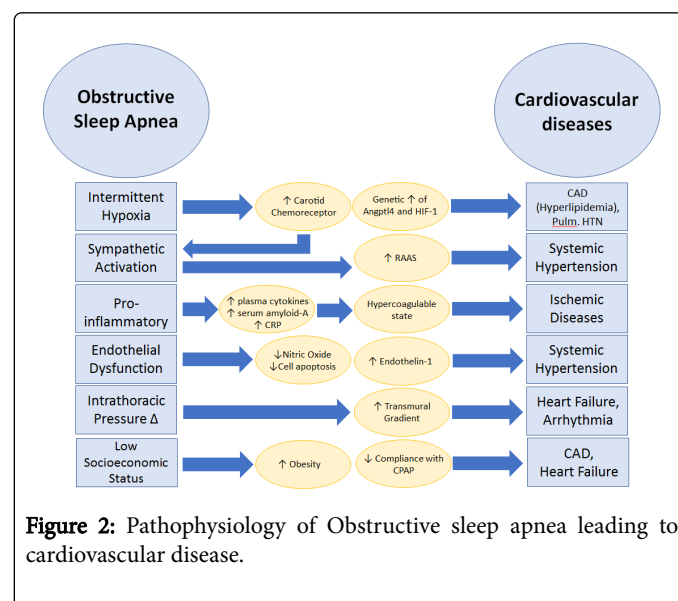 Obstructive
Sleep Apnea
Cardiovascular
diseases
Intermittent
Hypoxia
↑ Carotid
Chemoreceptor
Genetic ↑ of
Angptl4 and HIF-1
CAD
(Hyperlipidemia),
Pulm. HTN
Sympathetic
Activation
↑ RAAS
Systemic
Hypertension
Pro-
inflammatory
↑ plasma cytokines
↑ serum amyloid-A
↑ CRP
Hypercoagulable
state
Ischemic
Diseases
Endothelial
Dysfunction
↓Nitric Oxide
↓Cell apoptosis
↑ Endothelin-1
Systemic
Hypertension
Intrathoracic
Pressure Δ
↑ Transmural
Gradient
Heart Failure,
Arrhythmia
Low
Socioeconomic
Status
↑ Obesity
↓ Compliance with
CPAP
CAD,
Heart Failure
Figure 2: Pathophysiology of Obstructive sleep apnea leading to
cardiovascular disease.